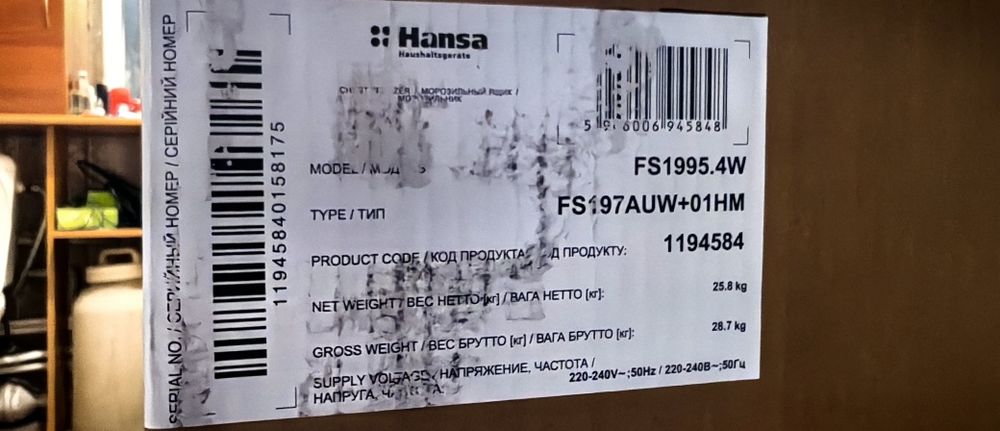 SERIAL NO. / СЕРИЙНЫЙ НОМЕР / СЕРІЙНИЙ НОМЕР
119458401 58175
Hansa
Haushaltsgeräte
МОРОЗИЛЬНЫЙ ЯЩИК /
5 906006 945848
MODEL /
FS1995.4W
TYPE / ТИП
FS197AUW+01HM
PRODUCT CODE / КОД ПРОДУКТА ПРОДУКТУ:
1194584
NET WEIGHT / ВЕС НЕТТО [кг] / ВАГА НЕТТО [кг]:
25.8 kg
GROSS WEIGHT / ВЕС БРУТТО [кг] / ВАГА БРУТТО [кг]:
28.7 kg
SUPPLY VOLTAGE, НАПРЯЖЕНИЕ, ЧАСТОТА /
НАПРУГА,
220-240V~;50Hz / 220-240В~;50Гц